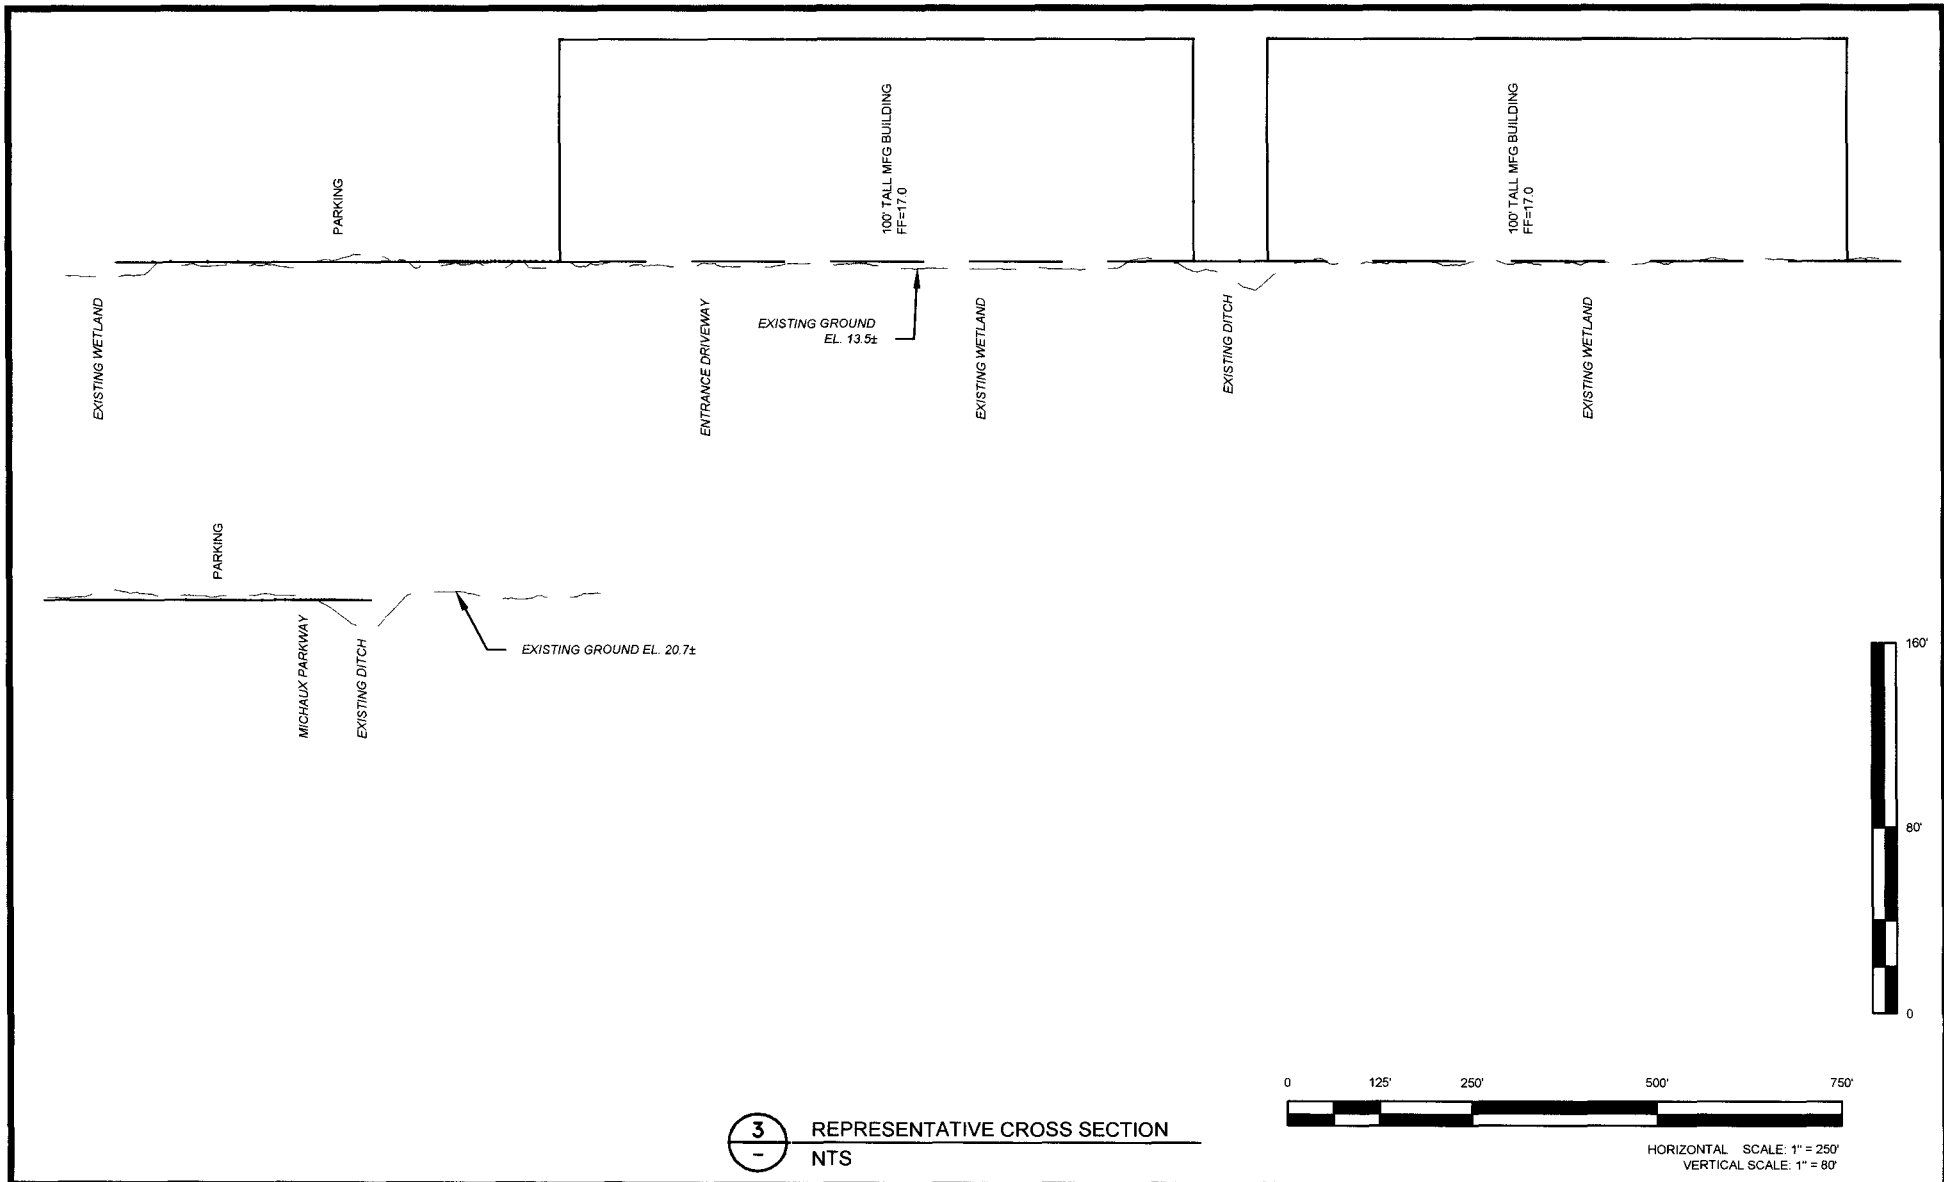 PARKING
100' TALL MFG BUILDING
FF=17.0
100' TALL MFG BUILDING
FF=17.0
EXISTING WETLAND
ENTRANCE DRIVEWAY
EXISTING GROUND
EL. 13.5±
EXISTING WETLAND
EXISTING DITCH
EXISTING WETLAND
PARKING
MICHAUX PARKWAY
EXISTING DITCH
EXISTING GROUND EL. 20.7±
160'
80'
0
0 125' 250' 500' 750'
3
-
REPRESENTATIVE CROSS SECTION
NTS
HORIZONTAL SCALE: 1" = 250'
VERTICAL SCALE: 1" = 80'